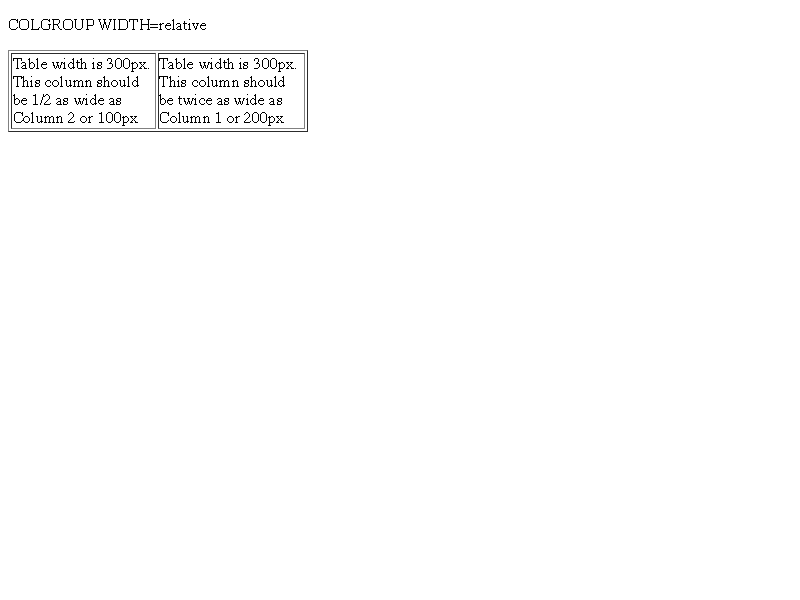 COLGROUP WIDTH=relative
Table width is 300px.
This column should
be 1/2 as wide as
Column 2 or 100px
Table width is 300px.
This column should
be twice as wide as
Column 1 or 200px